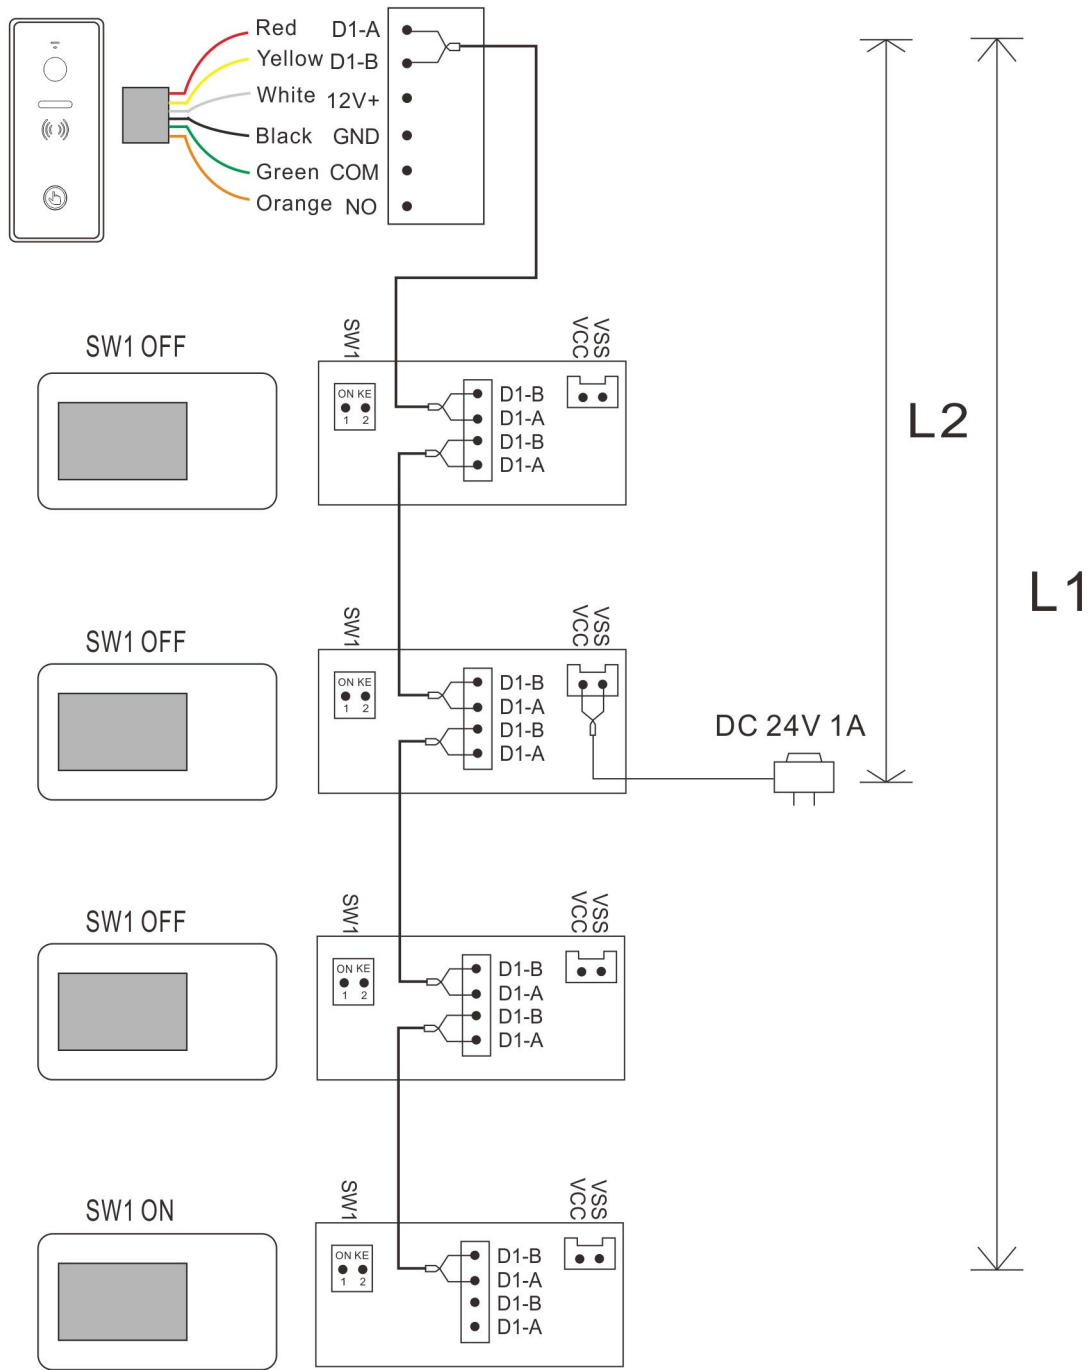 Red D1-A
Yellow D1-B
White 12V+
Black GND
Green COM
Orange NO
SW1 OFF
SW1
VCC
VSS
ON KE
1 2
D1-B
D1-A
D1-B
D1-A
L2
L1
SW1 OFF
SW1
VCC
VSS
ON KE
1 2
D1-B
D1-A
D1-B
D1-A
DC 24V 1A
SW1 OFF
SW1
VCC
VSS
ON KE
1 2
D1-B
D1-A
D1-B
D1-A
SW1 ON
SW1
VCC
VSS
ON KE
1 2
D1-B
D1-A
D1-B
D1-A